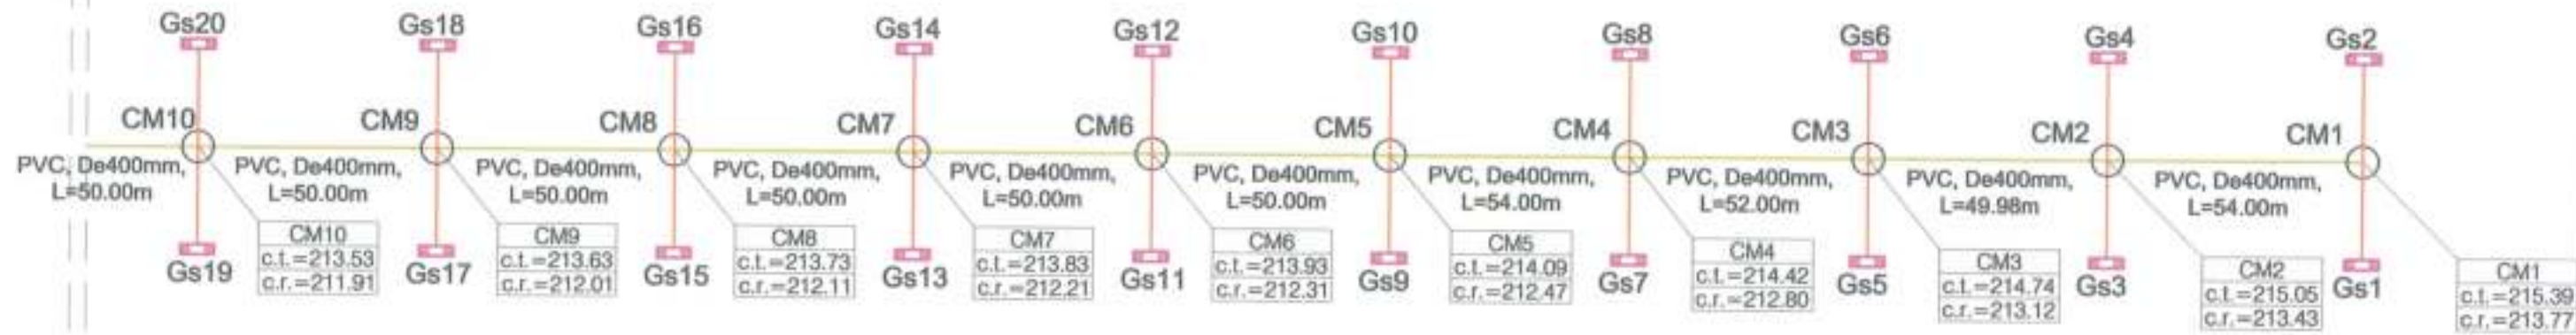 Gs20
Gs18
Gs16
Gs14
Gs12
Gs10
Gs8
Gs6
Gs4
Gs2
CM10
CM9
CM8
CM7
CM6
CM5
CM4
CM3
CM2
CM1
PVC, De400mm,
L=50.00m
PVC, De400mm,
L=50.00m
PVC, De400mm,
L=50.00m
PVC, De400mm,
L=50.00m
PVC, De400mm,
L=50.00m
PVC, De400mm,
L=50.00m
PVC, De400mm,
L=54.00m
PVC, De400mm,
L=52.00m
PVC, De400mm,
L=49.98m
PVC, De400mm,
L=54.00m
Gs19
CM10
c.t.=213.53
c.r.=211.91
Gs17
CM9
c.t.=213.63
c.r.=212.01
Gs15
CM8
c.t.=213.73
c.r.=212.11
Gs13
CM7
c.t.=213.83
c.r.=212.21
Gs11
CM6
c.t.=213.93
c.r.=212.31
Gs9
CM5
c.t.=214.09
c.r.=212.47
Gs7
CM4
c.t.=214.42
c.r.=212.80
Gs5
CM3
c.t.=214.74
c.r.=213.12
Gs3
CM2
c.t.=215.05
c.r.=213.43
Gs1
CM1
c.t.=215.39
c.r.=213.77